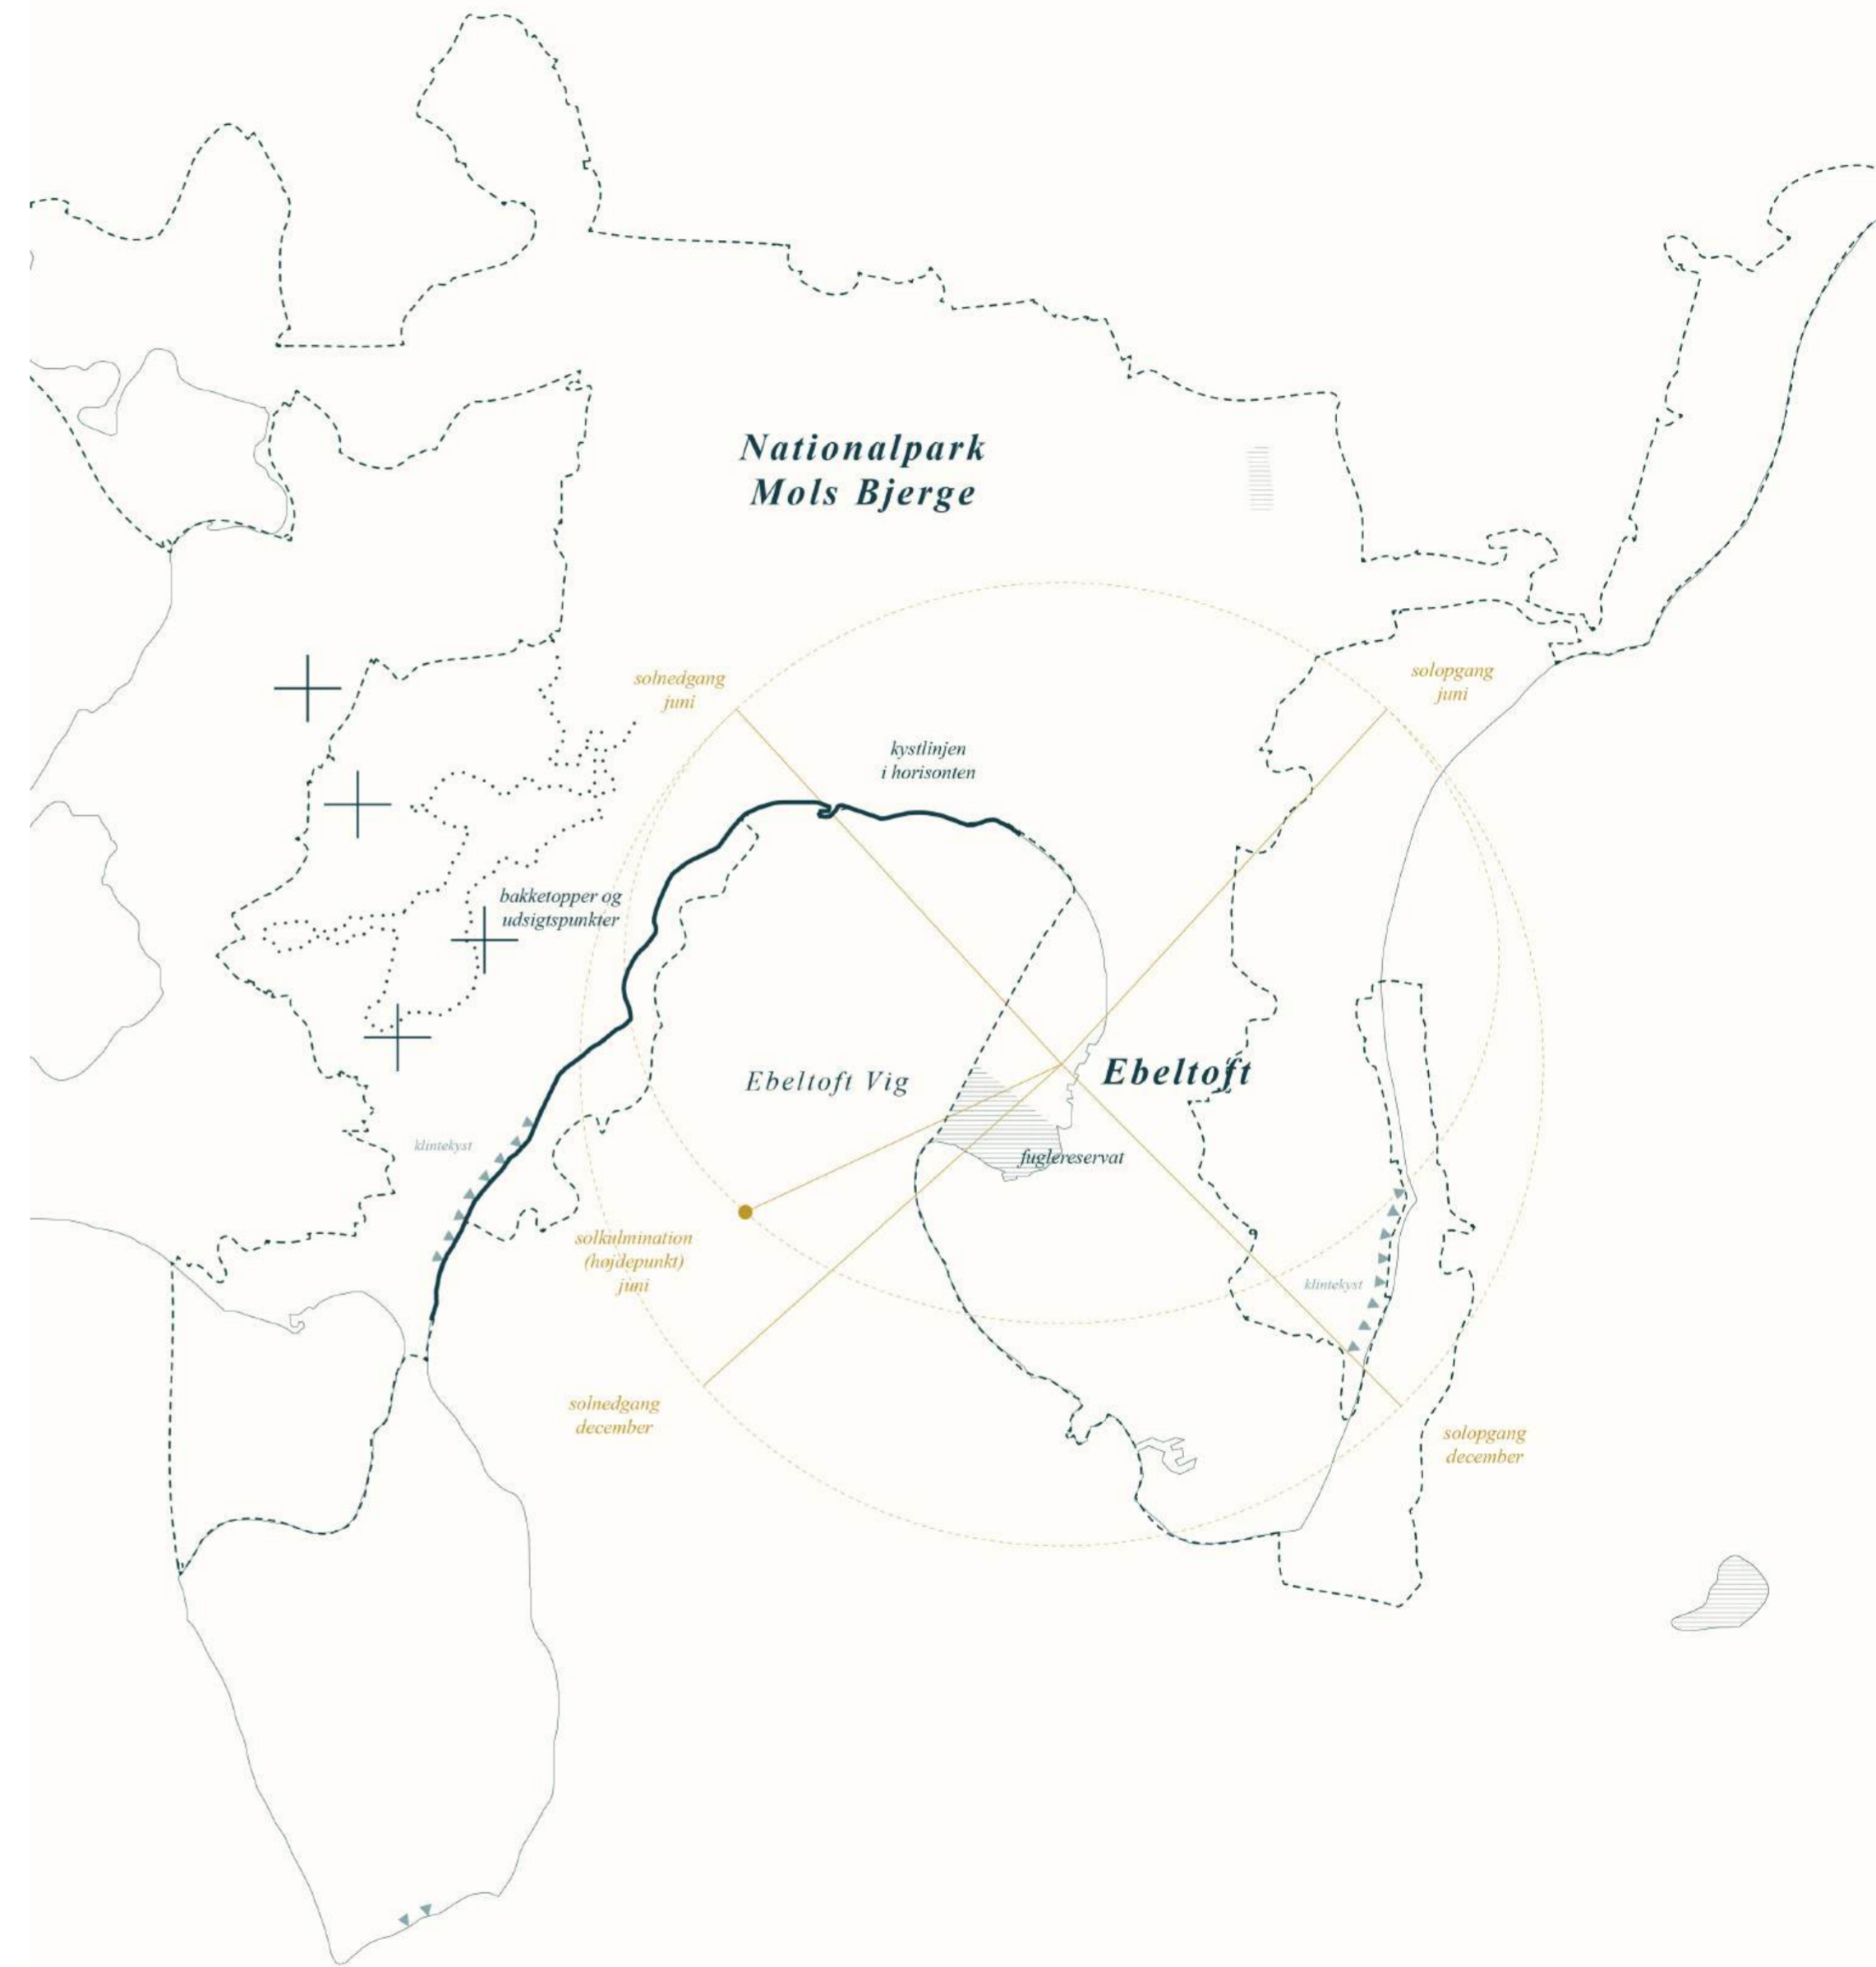 Nationalpark
Mols Bjerge
solnedgang
juni
solopgang
juni
kystlinjen
i horisonten
bakketopper og
udsigtspunkter
Ebeltoft Vig
Ebeltoft
klintekyst
fuglereservat
solkulmination
(højdepunkt)
juni
klintekyst
solnedgang
december
solopgang
december